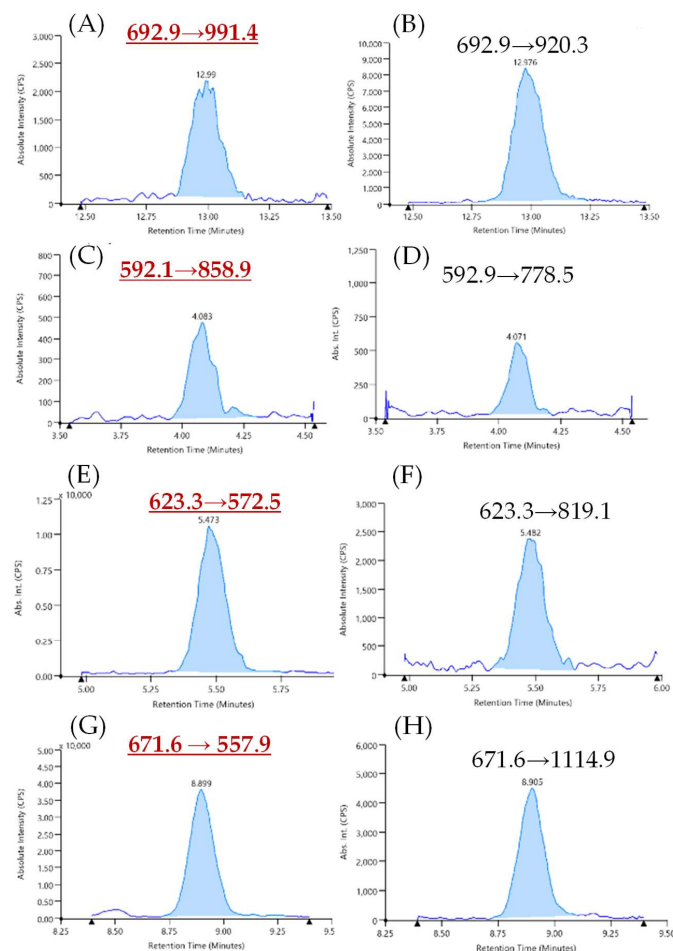 (A)
692.9→991.4
3,000
2,500
2,000
1,500
1,000
500
0
Absolute Intensity (CPS)
12.99
12.50 12.75 13.00 13.25 13.50
Retention Time (Minutes)
(B)
692.9→920.3
10,000
9,000
8,000
7,000
6,000
5,000
4,000
3,000
2,000
1,000
0
Absolute Intensity (CPS)
12.976
12.50 12.75 13.00 13.25 13.50
Retention Time (Minutes)
(C)
592.1→858.9
800
700
600
500
400
300
200
100
0
Absolute Intensity (CPS)
4.083
3.50 3.75 4.00 4.25 4.50
Retention Time (Minutes)
(D)
592.9→778.5
1,250
1,000
750
500
250
0
Abs. Int. (CPS)
4.071
3.50 3.75 4.00 4.25 4.50
Retention Time (Minutes)
(E)
623.3→572.5
x 10,000
1.25
1.00
0.75
0.50
0.25
0.00
Abs. Int. (CPS)
5.473
5.00 5.25 5.50 5.75
Retention Time (Minutes)
(F)
623.3→819.1
3,000
2,500
2,000
1,500
1,000
500
0
Absolute Intensity (CPS)
5.482
5.00 5.25 5.50 5.75 6.00
Retention Time (Minutes)
(G)
671.6 → 557.9
x 10,000
5.00
4.50
4.00
3.50
3.00
2.50
2.00
1.50
1.00
0.50
0.00
Abs. Int. (CPS)
8.899
8.25 8.50 8.75 9.00 9.25 9.50
Retention Time (Minutes)
(H)
671.6→1114.9
6,000
5,000
4,000
3,000
2,000
1,000
0
Abs. Int. (CPS)
8.905
8.25 8.50 8.75 9.00 9.25 9.50
Retention Time (Minutes)